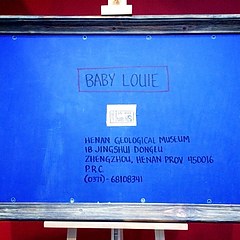 BABY LOUIE
HENAN GEOLOGICAL MUSEUM
18 JINGSHUI DONGLU
ZHENGZHOU, HENAN PROV 450016
P.R.C.
(0371)-68108341